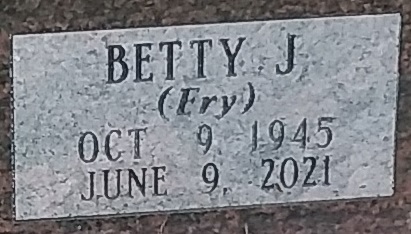 BETTY J
(Fry)
OCT 9, 1945
JUNE 9, 2021